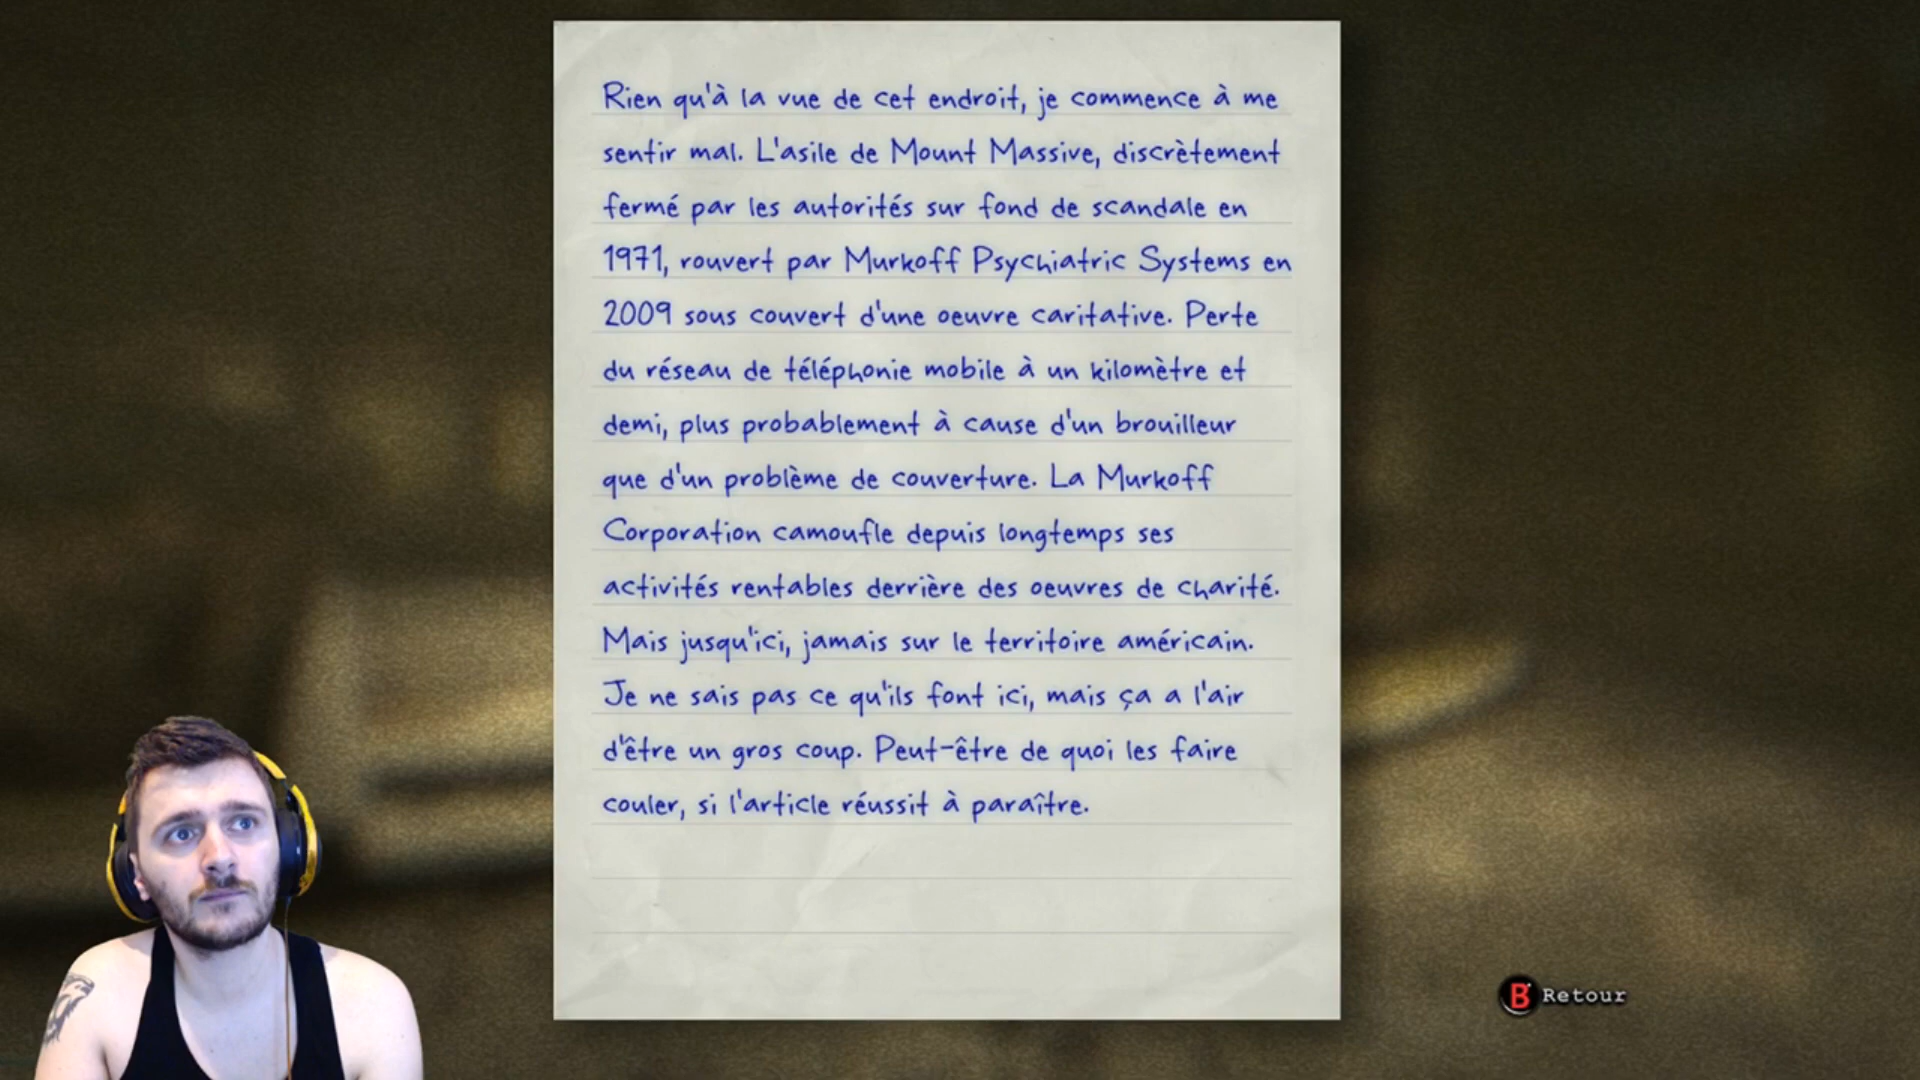 Rien qu'à la vue de cet endroit, je commence à me
sentir mal. L'asile de Mount Massive, discrètement
fermé par les autorités sur fond de scandale en
1971, rouvert par Murkoff Psychiatric Systems en
2009 sous couvert d'une oeuvre caritative. Perte
du réseau de téléphonie mobile à un kilomètre et
demi, plus probablement à cause d'un brouilleur
que d'un problème de couverture. La Murkoff
Corporation camoufle depuis longtemps ses
activités rentables derrière des oeuvres de charité.
Mais jusqu'ici, jamais sur le territoire américain.
Je ne sais pas ce qu'ils font ici, mais ça a l'air
d'être un gros coup. Peut-être de quoi les faire
couler, si l'article réussit à paraître.
B Retour